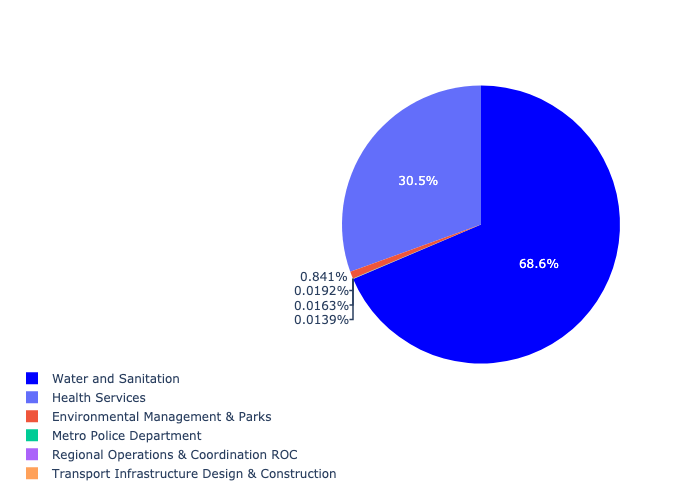 30.5%
68.6%
0.841%
0.0192%
0.0163%
0.0139%
Water and Sanitation
Health Services
Environmental Management & Parks
Metro Police Department
Regional Operations & Coordination ROC
Transport Infrastructure Design & Construction